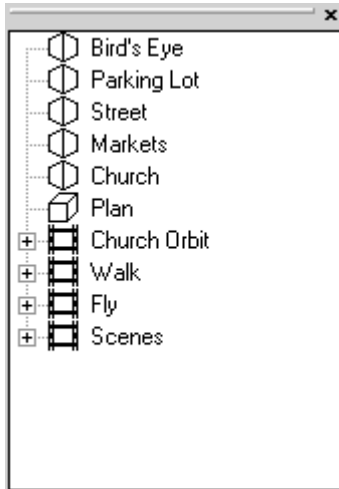 Bird's Eye
Parking Lot
Street
Markets
Church
Plan
Church Orbit
Walk
Fly
Scenes